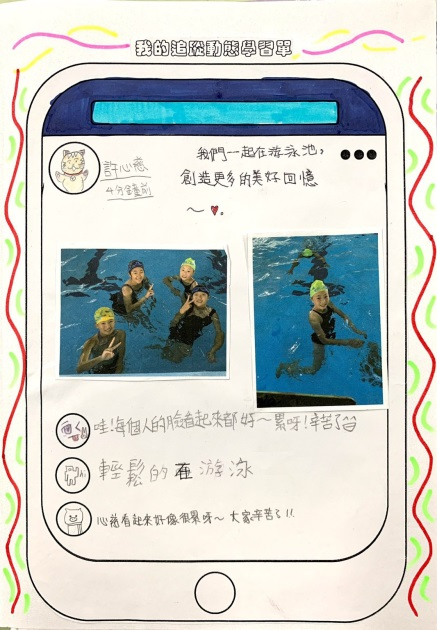 我的追蹤動態學習單
許心慈
4分鐘前
我們一起在游泳池,
創造更多的美好回憶
~♥.
哇!每個人的臉看起來都好~累呀!辛苦了
輕鬆的在游泳
心慈看起來好像很累呀~大家辛苦了!!